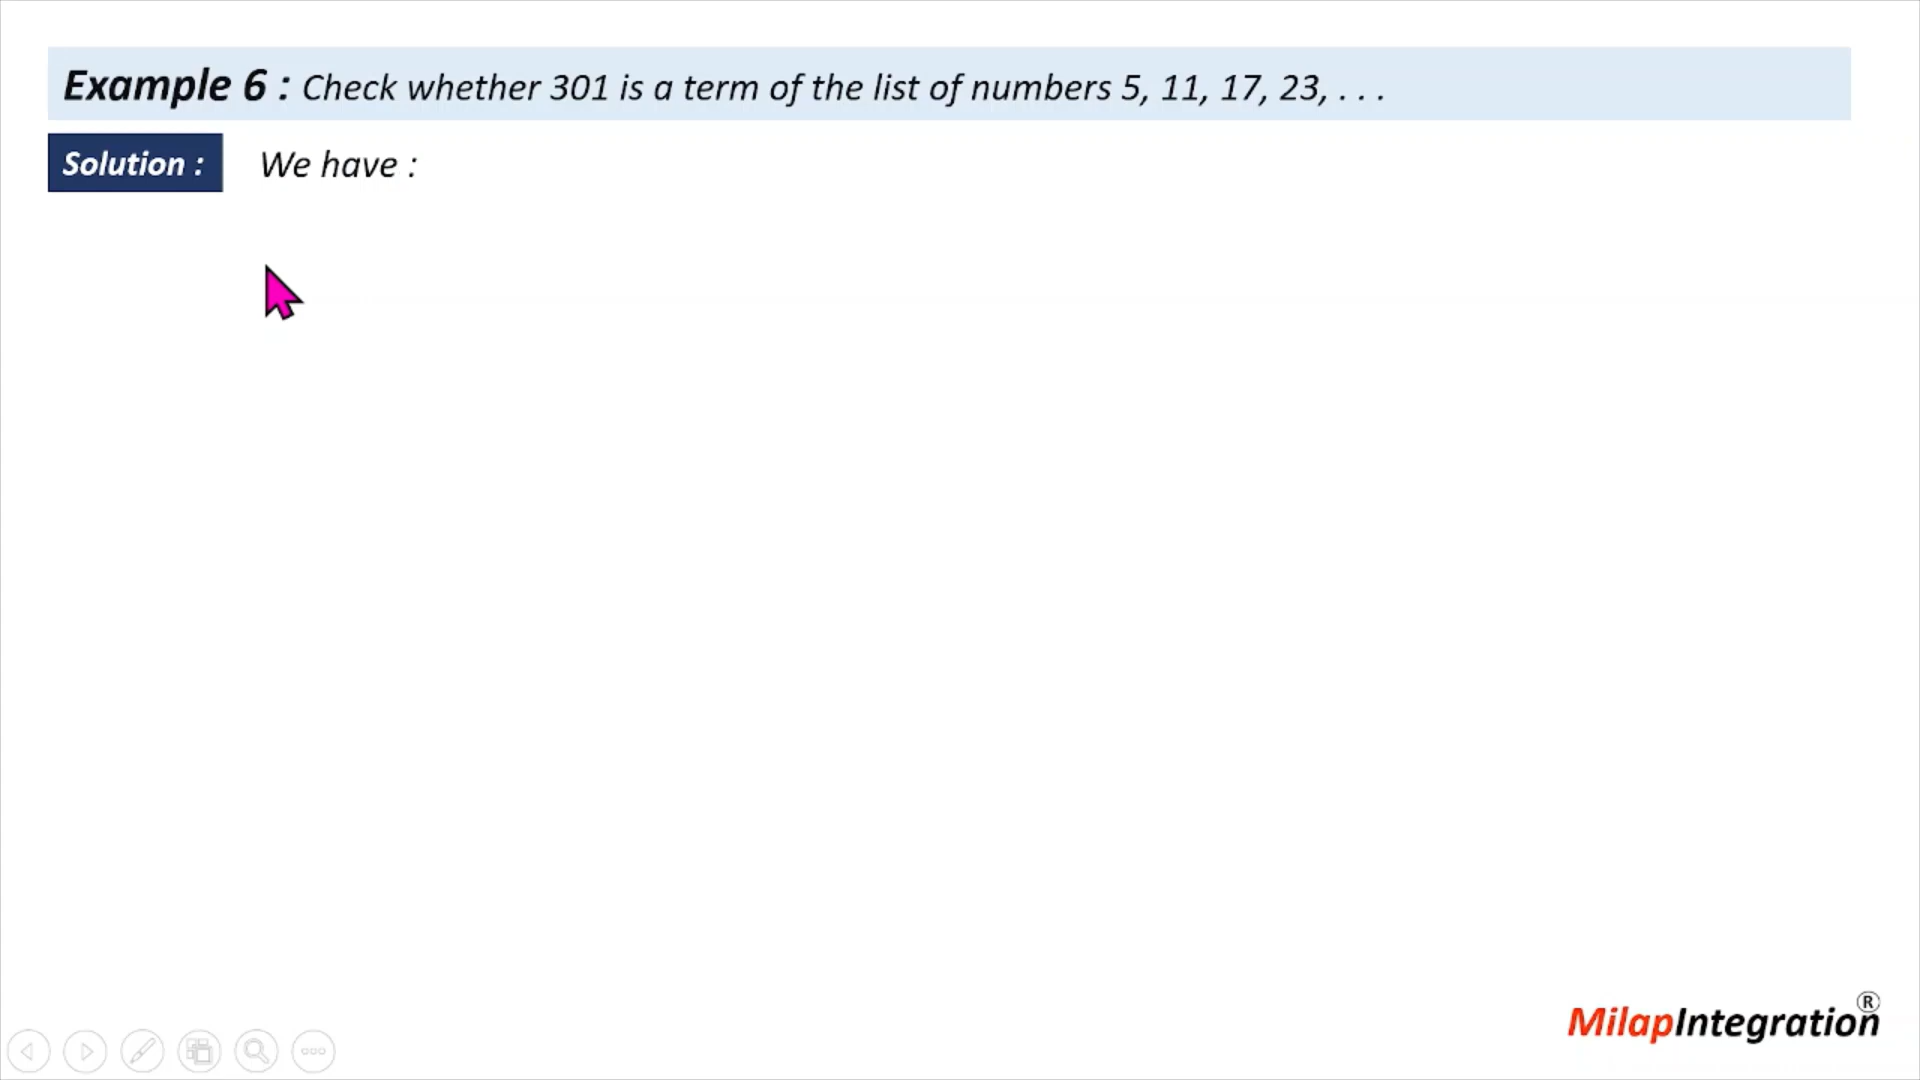 Example 6 : Check whether 301 is a term of the list of numbers 5, 11, 17, 23, . . .
Solution : We have :
MilapIntegration®